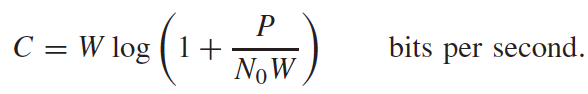 C = W log (1 + P / N₀W) bits per second.